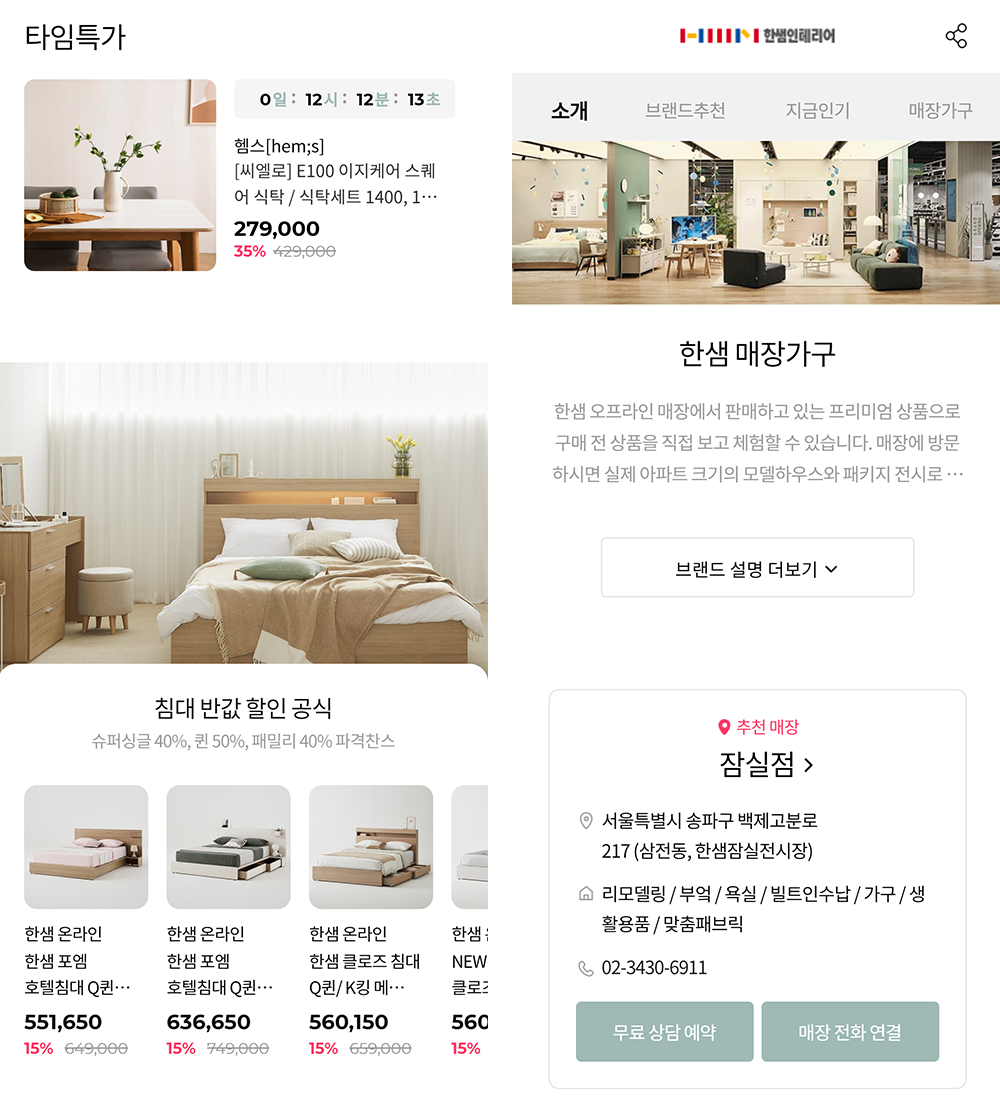 타임특가
0일 : 12시 : 12분 : 13초
헴스[hem;s]
[씨엘로] E100 이지케어 스퀘
어 식탁 / 식탁세트 1400, 1···
279,000
35% 429,000
침대 반값 할인 공식
슈퍼싱글 40%, 퀸 50%, 패밀리 40% 파격찬스
한샘 온라인
한샘 포엠
호텔침대 Q퀸···
551,650
15% 649,000
한샘 온라인
한샘 포엠
호텔침대 Q퀸···
636,650
15% 749,000
한샘 온라인
한샘 클로즈 침대
Q퀸/ K킹 메···
560,150
15% 659,000
한샘
NEW
클로즈
560
15%
한샘인테리어
소개 브랜드추천 지금인기 매장가구
한샘 매장가구
한샘 오프라인 매장에서 판매하고 있는 프리미엄 상품으로
구매 전 상품을 직접 보고 체험할 수 있습니다. 매장에 방문
하시면 실제 아파트 크기의 모델하우스와 패키지 전시로 ···
브랜드 설명 더보기
추천 매장
잠실점 >
서울특별시 송파구 백제고분로
217 (삼전동, 한샘잠실전시장)
리모델링 / 부엌 / 욕실 / 빌트인수납 / 가구 / 생
활용품 / 맞춤패브릭
02-3430-6911
무료 상담 예약
매장 전화 연결